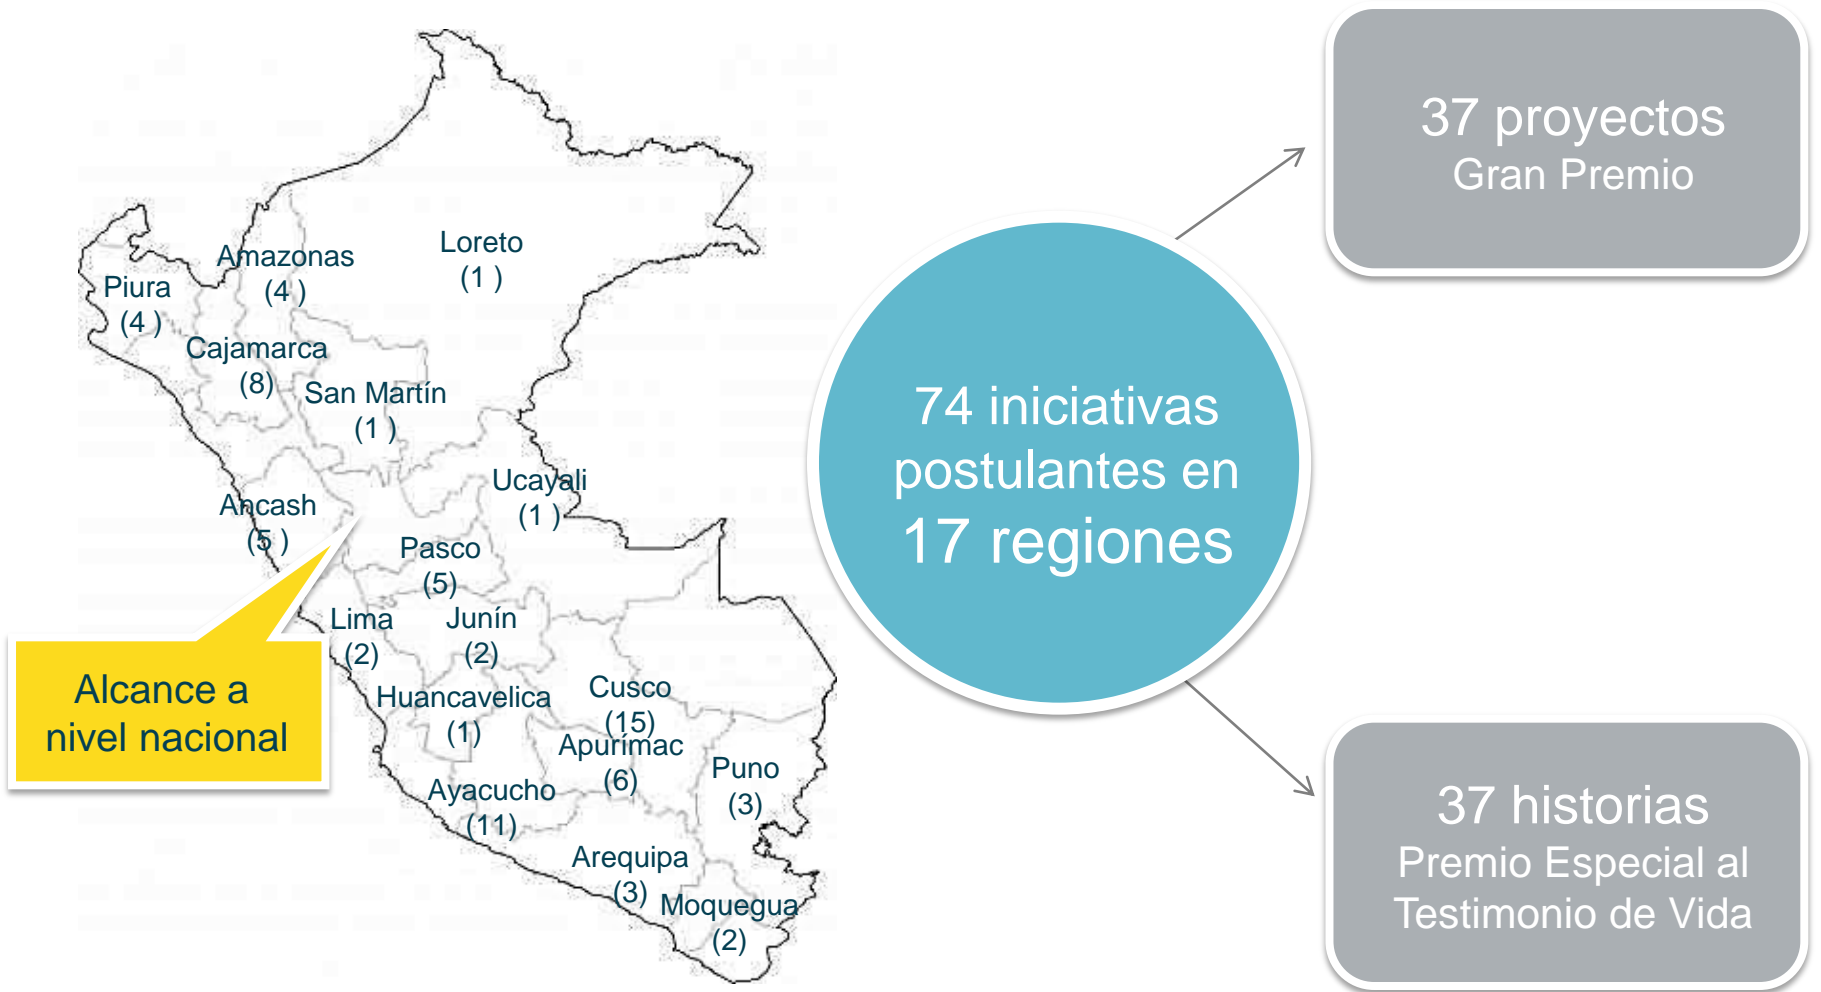 Loreto
(1 )
Amazonas
(4 )
Piura
(4 )
Cajamarca
(8)
San Martín
(1 )
Ucayali
(1 )
Ancash
(5 )
Pasco
(5)
Lima
(2)
Junín
(2)
Huancavelica
(1)
Cusco
(15)
Apurímac
(6)
Puno
(3)
Ayacucho
(11)
Arequipa
(3)
Moquegua
(2)
Alcance a
nivel nacional
74 iniciativas
postulantes en
17 regiones
37 proyectos
Gran Premio
37 historias
Premio Especial al
Testimonio de Vida